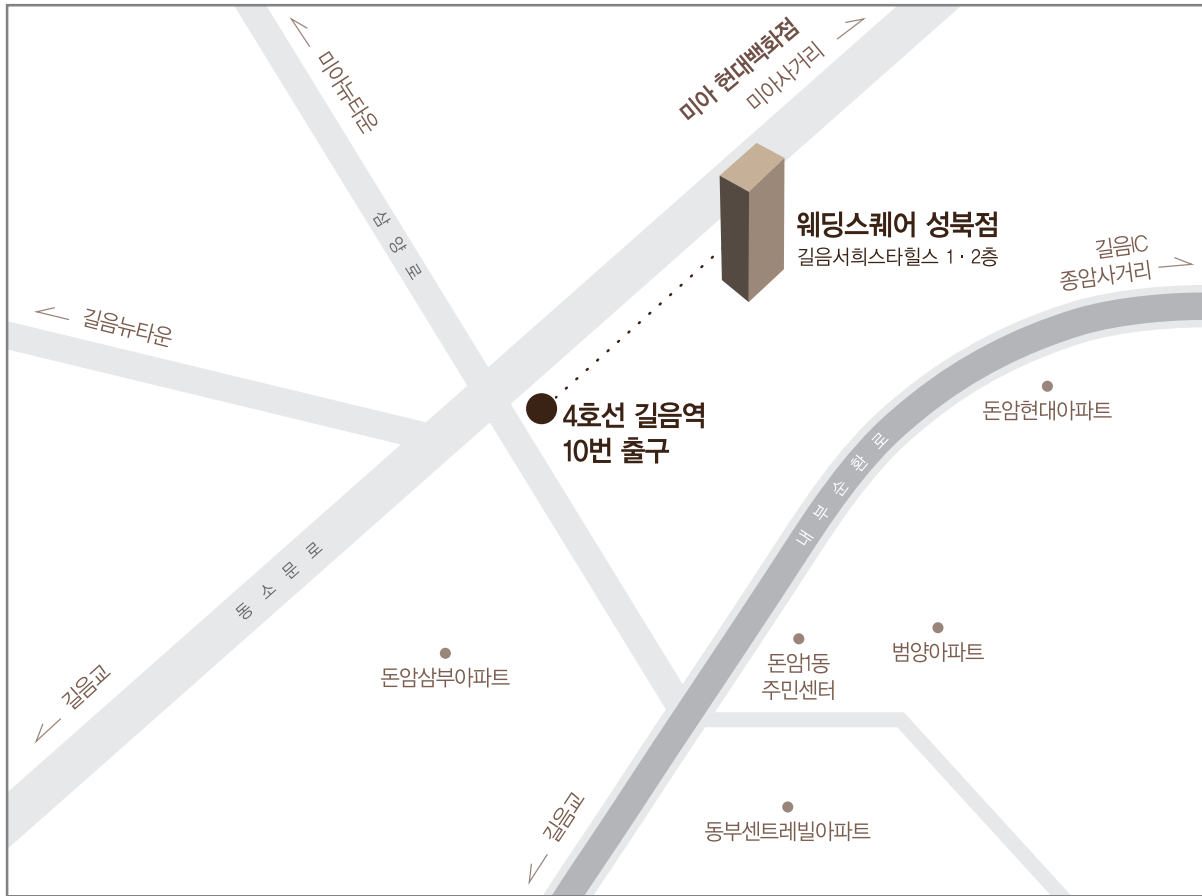 미아 현대백화점
미아사거리
미아뉴타운
삼양로
웨딩스퀘어 성북점
길음서희스타힐스 1·2층
길음IC
종암사거리
길음뉴타운
4호선 길음역
10번 출구
돈암현대아파트
내부순환로
동소문로
돈암삼부아파트
돈암1동
주민센터
범양아파트
길음교
길음교
동부센트레빌아파트